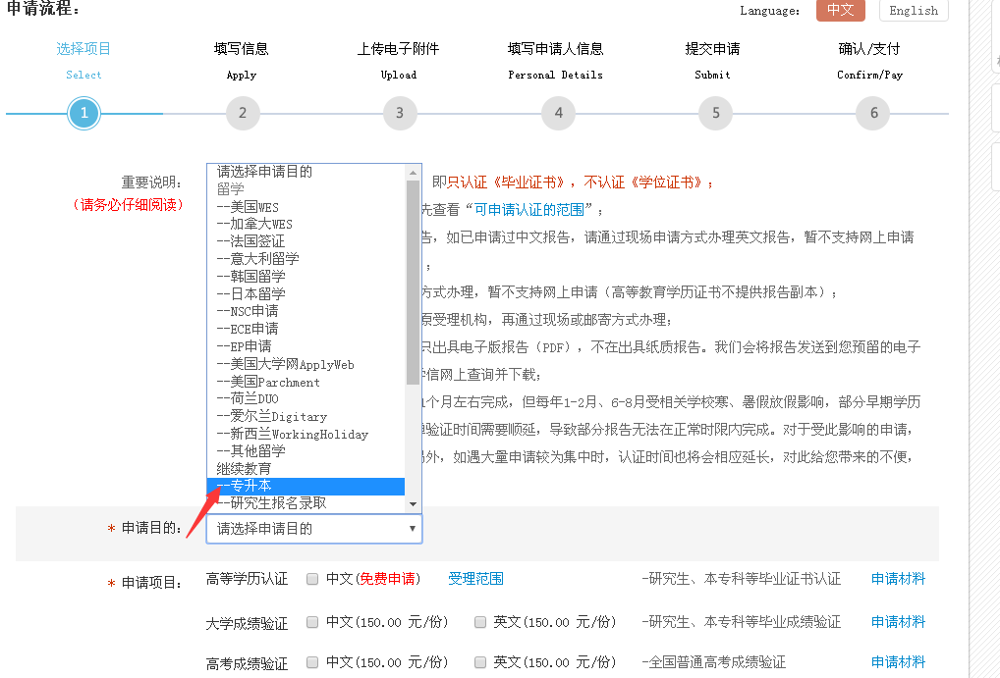 申请流程:
Language: 中文 English
选择项目 填写信息 上传电子附件 填写申请人信息 提交申请 确认/支付
Select Apply Upload Personal Details Submit Confirm/Pay
1 2 3 4 5 6
重要说明:
(请务必仔细阅读)
请选择申请目的
留学
--美国WES
--加拿大WES
--法国签证
--意大利留学
--韩国留学
--日本留学
--NSC申请
--ECE申请
--EP申请
--美国大学网ApplyWeb
--美国Parchment
--荷兰DUO
--爱尔兰Digitary
--新西兰WorkingHoliday
--其他留学
继续教育
--专升本
--研究生报名录取
即只认证《毕业证书》, 不认证《学位证书》;
先查看“可申请认证的范围”;
告, 如已申请过中文报告, 请通过现场申请方式办理英文报告, 暂不支持网上申请
;
方式办理, 暂不支持网上申请(高等教育学历证书不提供报告副本);
原受理机构, 再通过现场或邮寄方式办理;
只出具电子版报告(PDF), 不在出具纸质报告。我们会将报告发送到您预留的电子
信网上查询并下载;
个月左右完成, 但每年1-2月、6-8月受相关学校寒、暑假放假影响, 部分早期学历
验证时间需要顺延, 导致部分报告无法在正常时限内完成。对于受此影响的申请,
外, 如遇大量申请较为集中时, 认证时间也将会相应延长, 对此给您带来的不便,
* 申请目的: 请选择申请目的
* 申请项目: 高等学历认证 中文(免费申请) 受理范围 -研究生、本专科等毕业证书认证 申请材料
大学成绩验证 中文(150.00 元/份) 英文(150.00 元/份) -研究生、本专科等毕业成绩验证 申请材料
高考成绩验证 中文(150.00 元/份) 英文(150.00 元/份) -全国普通高考成绩验证 申请材料